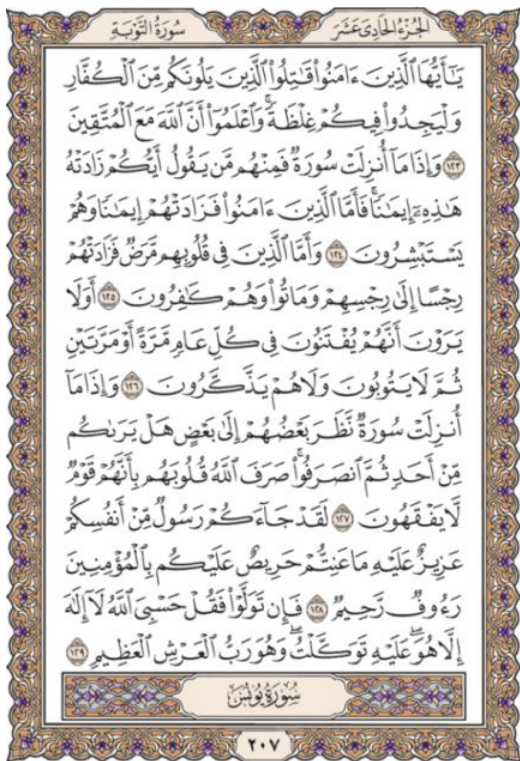 الجزء الحادي عشر سورة التوبة
يَـٰٓأَيُّهَا ٱلَّذِينَ ءَامَنُوا۟ قَـٰتِلُوا۟ ٱلَّذِينَ يَلُونَكُم مِّنَ ٱلْكُفَّارِ
وَلْيَجِدُوا۟ فِيكُمْ غِلْظَةً ۚ وَٱعْلَمُوٓا۟ أَنَّ ٱللَّهَ مَعَ ٱلْمُتَّقِينَ
١٢٣ وَإِذَا مَآ أُنزِلَتْ سُورَةٌ فَمِنْهُم مَّن يَقُولُ أَيُّكُمْ زَادَتْهُ
هَـٰذِهِۦٓ إِيمَـٰنًا ۚ فَأَمَّا ٱلَّذِينَ ءَامَنُوا۟ فَزَادَتْهُمْ إِيمَـٰنًا وَهُمْ
يَسْتَبْشِرُونَ ١٢٤ وَأَمَّا ٱلَّذِينَ فِى قُلُوبِهِم مَّرَضٌ فَزَادَتْهُمْ
رِجْسًا إِلَىٰ رِجْسِهِمْ وَمَاتُوا۟ وَهُمْ كَـٰفِرُونَ ١٢٥ أَوَلَا
يَرَوْنَ أَنَّهُمْ يُفْتَنُونَ فِى كُلِّ عَامٍ مَّرَّةً أَوْ مَرَّتَيْنِ
ثُمَّ لَا يَتُوبُونَ وَلَا هُمْ يَذَّكَّرُونَ ١٢٦ وَإِذَا مَآ
أُنزِلَتْ سُورَةٌ نَّظَرَ بَعْضُهُمْ إِلَىٰ بَعْضٍ هَلْ يَرَىٰكُم
مِّنْ أَحَدٍ ثُمَّ ٱنصَرَفُوا۟ ۚ صَرَفَ ٱللَّهُ قُلُوبَهُم بِأَنَّهُمْ قَوْمٌ
لَّا يَفْقَهُونَ ١٢٧ لَقَدْ جَآءَكُمْ رَسُولٌ مِّنْ أَنفُسِكُمْ
عَزِيزٌ عَلَيْهِ مَا عَنِتُّمْ حَرِيصٌ عَلَيْكُم بِٱلْمُؤْمِنِينَ
رَءُوفٌ رَّحِيمٌ ١٢٨ فَإِن تَوَلَّوْا۟ فَقُلْ حَسْبِىَ ٱللَّهُ لَآ إِلَـٰهَ
إِلَّا هُوَ ۖ عَلَيْهِ تَوَكَّلْتُ ۖ وَهُوَ رَبُّ ٱلْعَرْشِ ٱلْعَظِيمِ ١٢٩
سُورَةُ يُونُسَ
٢٠٧